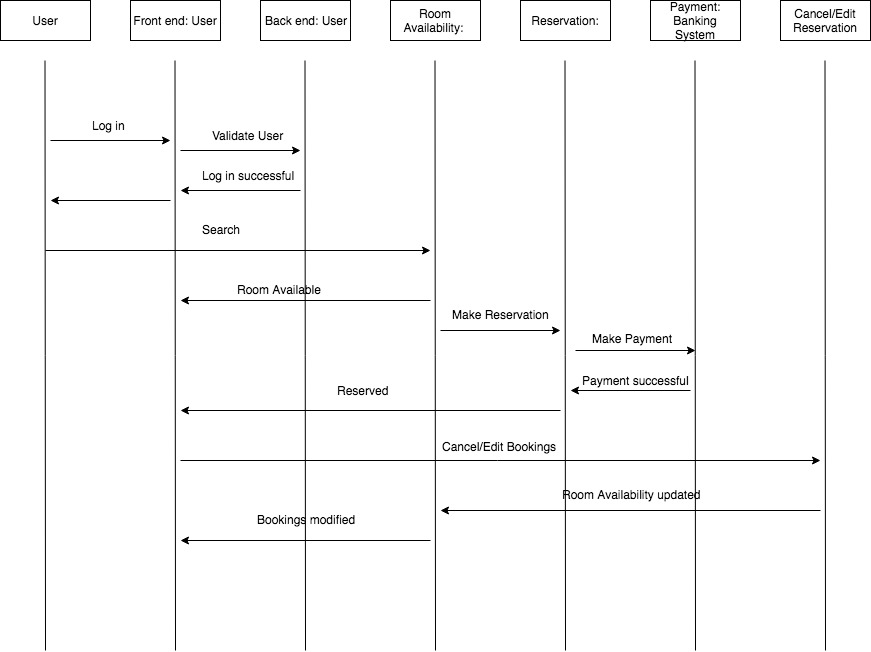 User
Front end: User
Back end: User
Room
Availability:
Reservation:
Payment:
Banking
System
Cancel/Edit
Reservation
Log in
Validate User
Log in successful
Search
Room Available
Make Reservation
Make Payment
Payment successful
Reserved
Cancel/Edit Bookings
Room Availability updated
Bookings modified